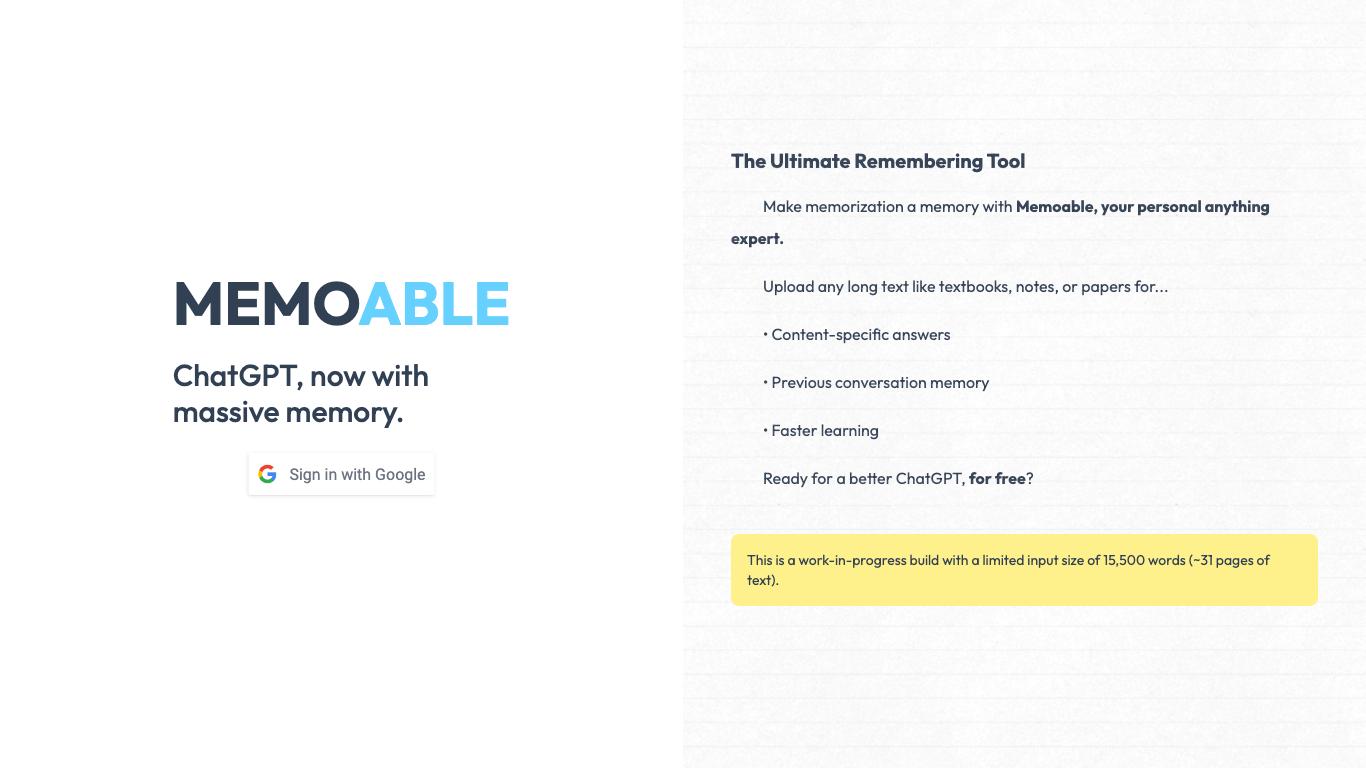 MEMOABLE
ChatGPT, now with
massive memory.
Sign in with Google
The Ultimate Remembering Tool
Make memorization a memory with Memoable, your personal anything
expert.
Upload any long text like textbooks, notes, or papers for...
• Content-specific answers
• Previous conversation memory
• Faster learning
Ready for a better ChatGPT, for free?
This is a work-in-progress build with a limited input size of 15,500 words (~31 pages of
text).